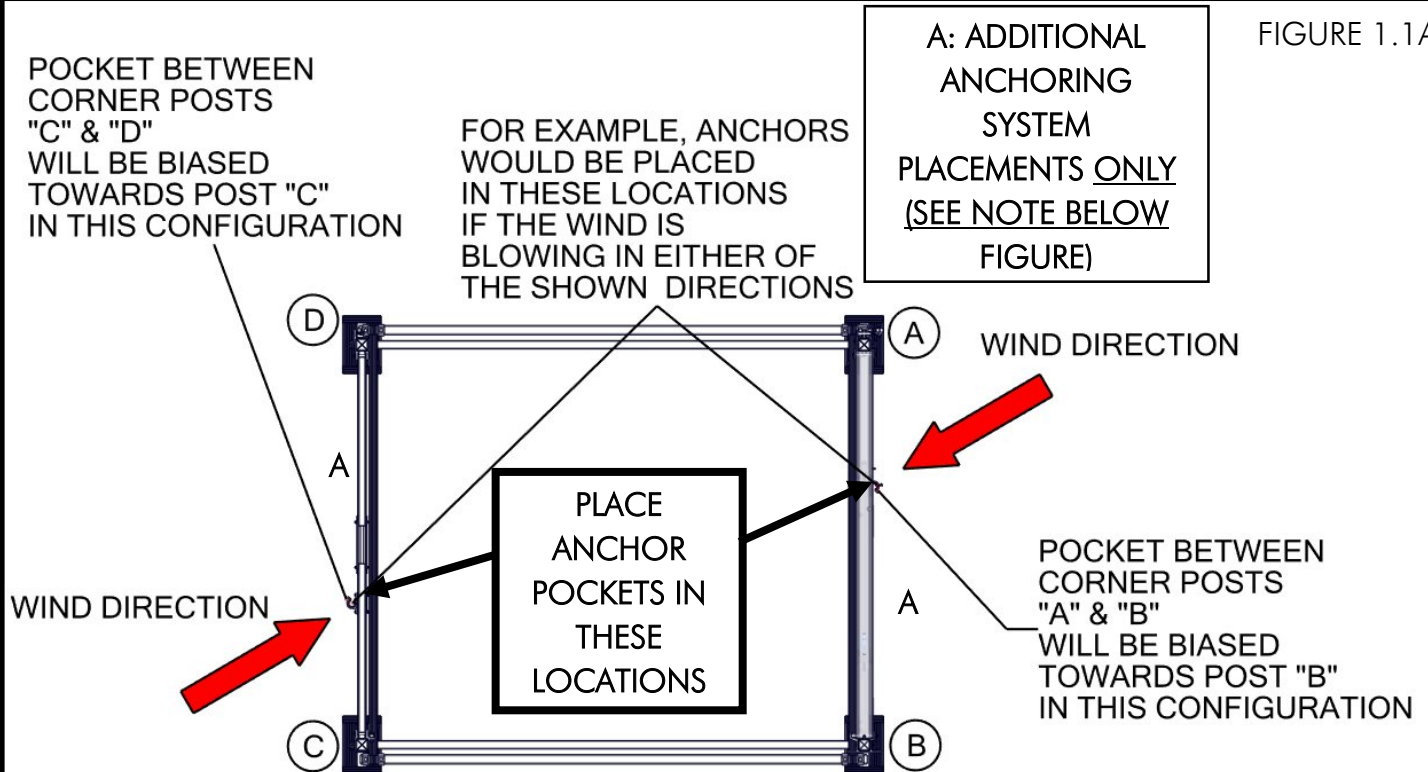 FIGURE 1.1A
A: ADDITIONAL
ANCHORING
SYSTEM
PLACEMENTS ONLY
(SEE NOTE BELOW
FIGURE)
POCKET BETWEEN
CORNER POSTS
"C" & "D"
WILL BE BIASED
TOWARDS POST "C"
IN THIS CONFIGURATION
FOR EXAMPLE, ANCHORS
WOULD BE PLACED
IN THESE LOCATIONS
IF THE WIND IS
BLOWING IN EITHER OF
THE SHOWN DIRECTIONS
D
A
WIND DIRECTION
A
PLACE
ANCHOR
POCKETS IN
THESE
LOCATIONS
A
WIND DIRECTION
POCKET BETWEEN
CORNER POSTS
"A" & "B"
WILL BE BIASED
TOWARDS POST "B"
IN THIS CONFIGURATION
C
B